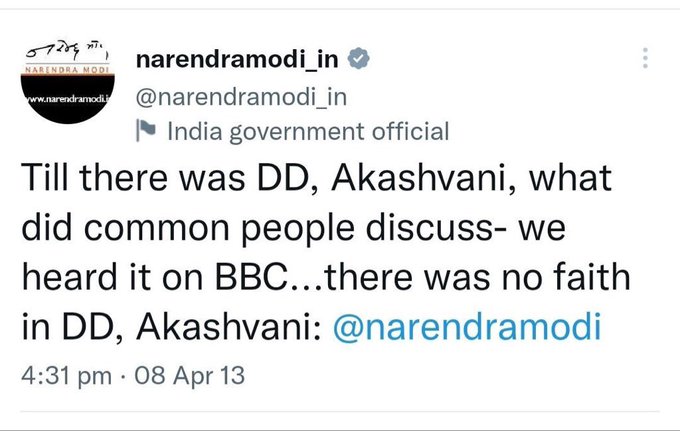 narendramodi_in
NARENDRA MODI
www.narendramodi.i
@narendramodi_in
India government official
Till there was DD, Akashvani, what
did common people discuss- we
heard it on BBC...there was no faith
in DD, Akashvani: @narendramodi
4:31 pm · 08 Apr 13